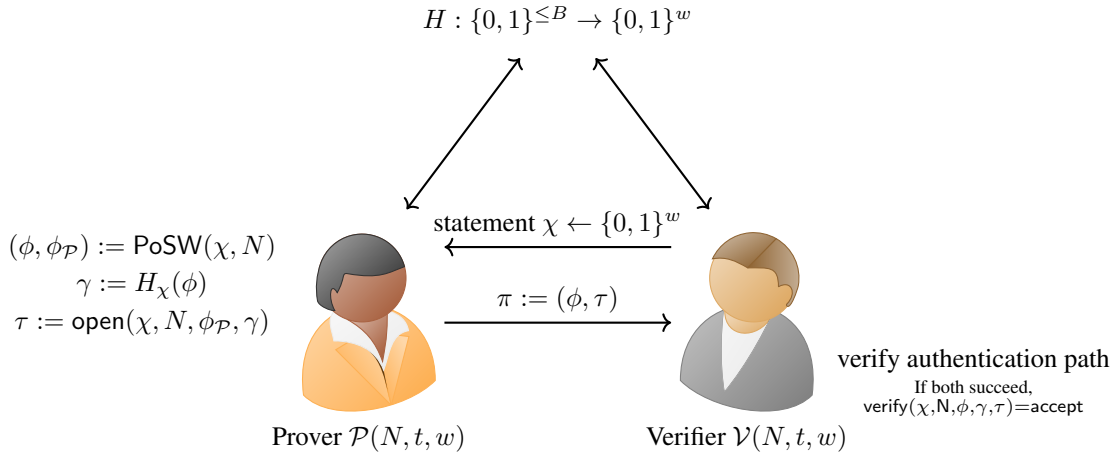 H : {0, 1}^{≤B} → {0, 1}^w
statement χ ← {0, 1}^w
(ϕ, ϕ_𝒫) := PoSW(χ, N)
γ := H_χ(ϕ)
τ := open(χ, N, ϕ_𝒫, γ)
π := (ϕ, τ)
verify authentication path
If both succeed,
verify(χ,N,ϕ,γ,τ)=accept
Prover 𝒫(N, t, w)
Verifier 𝒱(N, t, w)